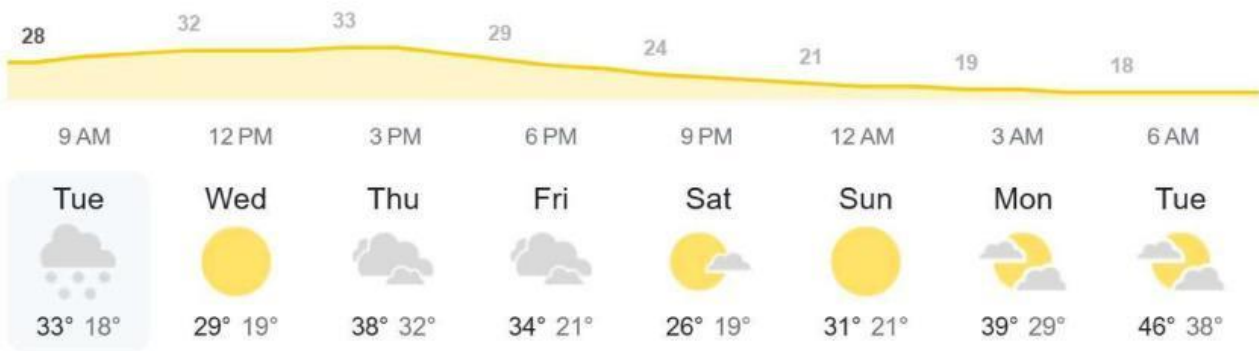 28 32 33 29 24 21 19 18
9 AM 12 PM 3 PM 6 PM 9 PM 12 AM 3 AM 6 AM
Tue Wed Thu Fri Sat Sun Mon Tue
33° 18° 29° 19° 38° 32° 34° 21° 26° 19° 31° 21° 39° 29° 46° 38°